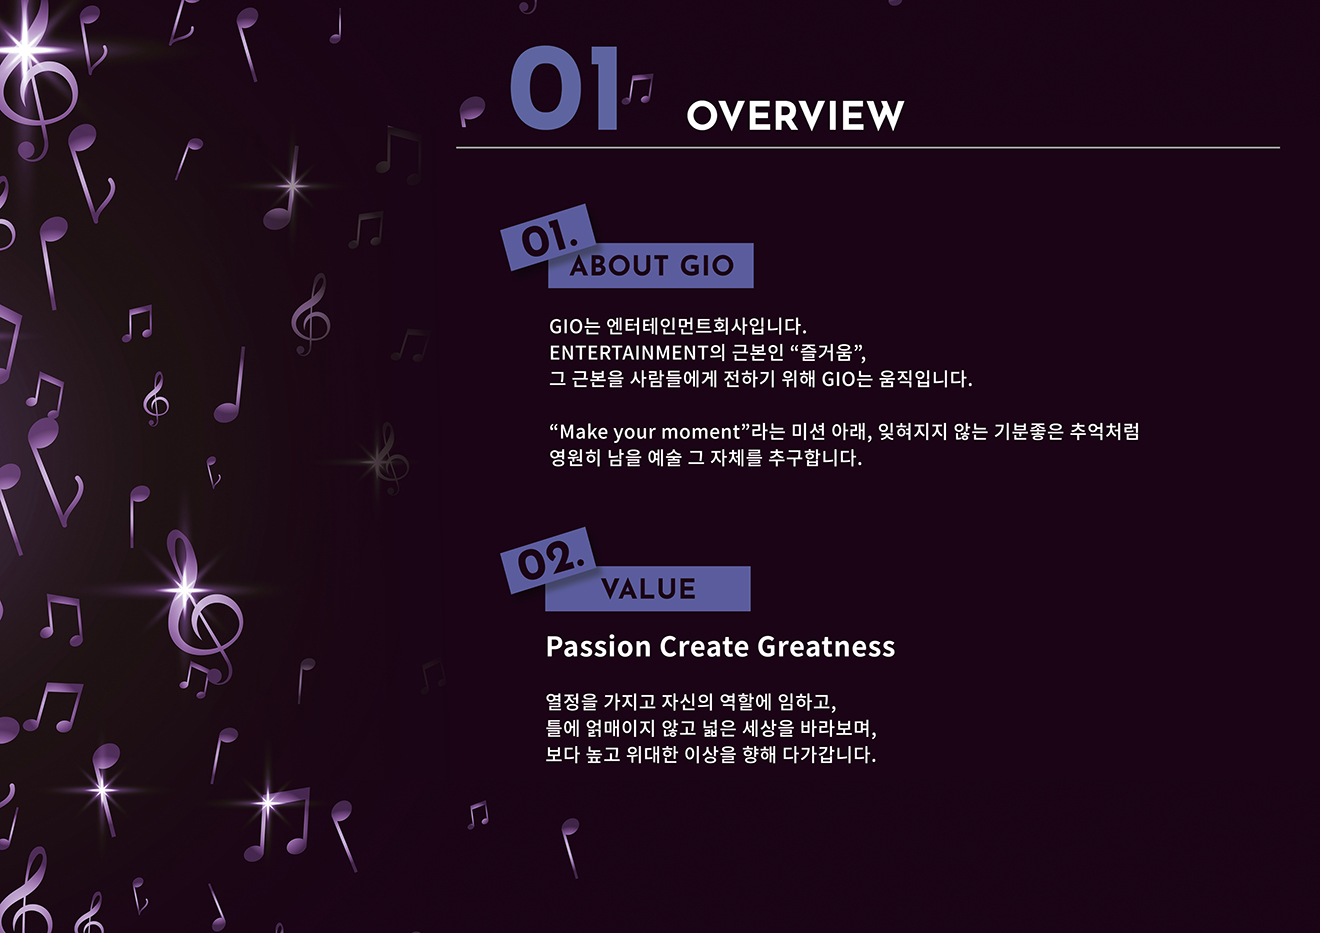 01
OVERVIEW
01.
ABOUT GIO
GIO는 엔터테인먼트회사입니다.
ENTERTAINMENT의 근본인 “즐거움”,
그 근본을 사람들에게 전하기 위해 GIO는 움직입니다.
“Make your moment”라는 미션 아래, 잊혀지지 않는 기분좋은 추억처럼
영원히 남을 예술 그 자체를 추구합니다.
02.
VALUE
Passion Create Greatness
열정을 가지고 자신의 역할에 임하고,
틀에 얽매이지 않고 넓은 세상을 바라보며,
보다 높고 위대한 이상을 향해 다가갑니다.